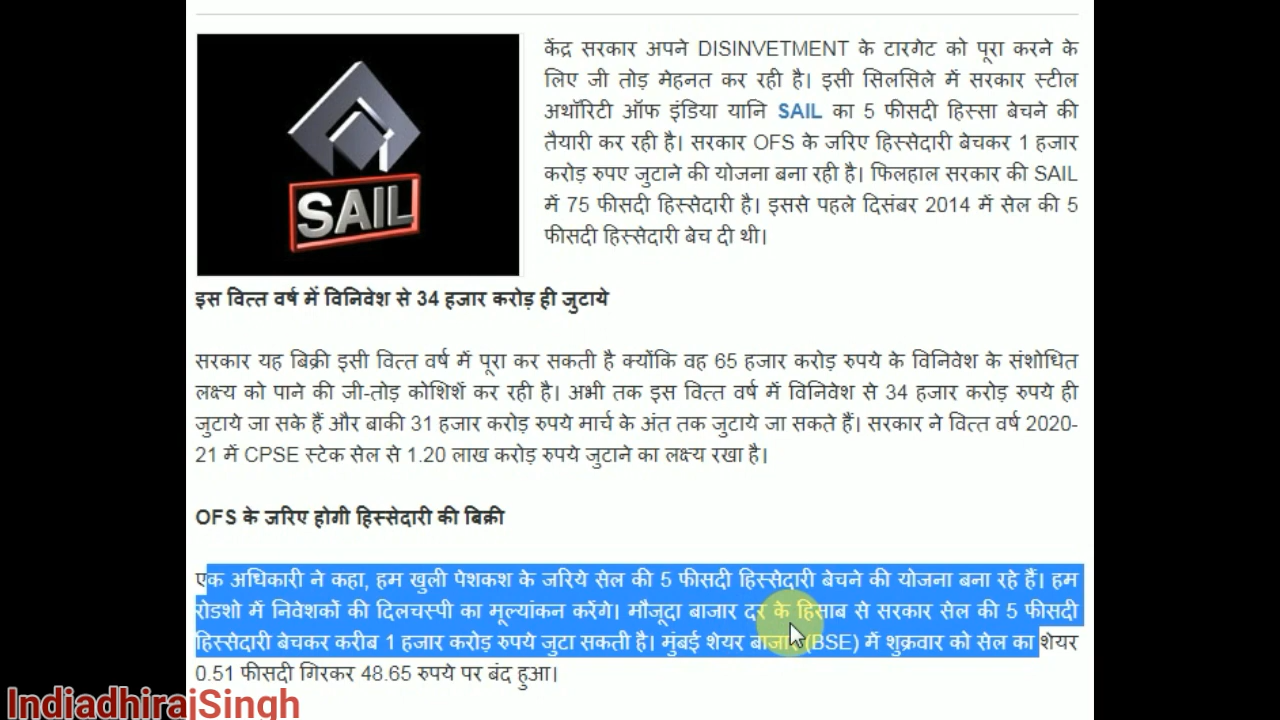 SAIL
केंद्र सरकार अपने DISINVETMENT के टारगेट को पूरा करने के
लिए जी तोड़ मेहनत कर रही है। इसी सिलसिले में सरकार स्टील
अथॉरिटी ऑफ इंडिया यानि SAIL का 5 फीसदी हिस्सा बेचने की
तैयारी कर रही है। सरकार OFS के जरिए हिस्सेदारी बेचकर 1 हजार
करोड़ रुपए जुटाने की योजना बना रही है। फिलहाल सरकार की SAIL
में 75 फीसदी हिस्सेदारी है। इससे पहले दिसंबर 2014 में सेल की 5
फीसदी हिस्सेदारी बेच दी थी।
इस वित्त वर्ष में विनिवेश से 34 हजार करोड़ ही जुटाये
सरकार यह बिक्री इसी वित्त वर्ष में पूरा कर सकती है क्योंकि वह 65 हजार करोड़ रुपये के विनिवेश के संशोधित
लक्ष्य को पाने की जी-तोड़ कोशिशें कर रही है। अभी तक इस वित्त वर्ष में विनिवेश से 34 हजार करोड़ रुपये ही
जुटाये जा सके हैं और बाकी 31 हजार करोड़ रुपये मार्च के अंत तक जुटाये जा सकते हैं। सरकार ने वित्त वर्ष 2020-
21 में CPSE स्टेक सेल से 1.20 लाख करोड़ रुपये जुटाने का लक्ष्य रखा है।
OFS के जरिए होगी हिस्सेदारी की बिक्री
एक अधिकारी ने कहा, हम खुली पेशकश के जरिये सेल की 5 फीसदी हिस्सेदारी बेचने की योजना बना रहे हैं। हम
रोडशो में निवेशकों की दिलचस्पी का मूल्यांकन करेंगे। मौजूदा बाजार दर के हिसाब से सरकार सेल की 5 फीसदी
हिस्सेदारी बेचकर करीब 1 हजार करोड़ रुपये जुटा सकती है। मुंबई शेयर बाजार (BSE) में शुक्रवार को सेल का शेयर
0.51 फीसदी गिरकर 48.65 रुपये पर बंद हुआ।
IndiadhirajSingh